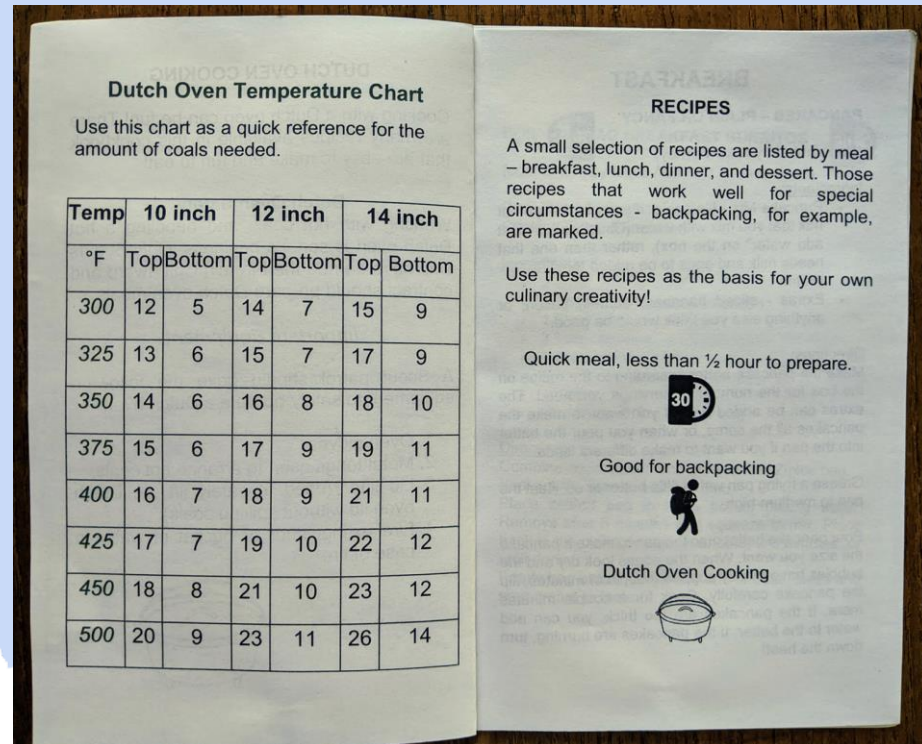 Dutch Oven Temperature Chart
Use this chart as a quick reference for the
amount of coals needed.
Temp 10 inch 12 inch 14 inch
°F Top Bottom Top Bottom Top Bottom
300 12 5 14 7 15 9
325 13 6 15 7 17 9
350 14 6 16 8 18 10
375 15 6 17 9 19 11
400 16 7 18 9 21 11
425 17 7 19 10 22 12
450 18 8 21 10 23 12
500 20 9 23 11 26 14
RECIPES
A small selection of recipes are listed by meal
– breakfast, lunch, dinner, and dessert. Those
recipes that work well for special
circumstances - backpacking, for example,
are marked.
Use these recipes as the basis for your own
culinary creativity!
Quick meal, less than ½ hour to prepare.
30
Good for backpacking
Dutch Oven Cooking